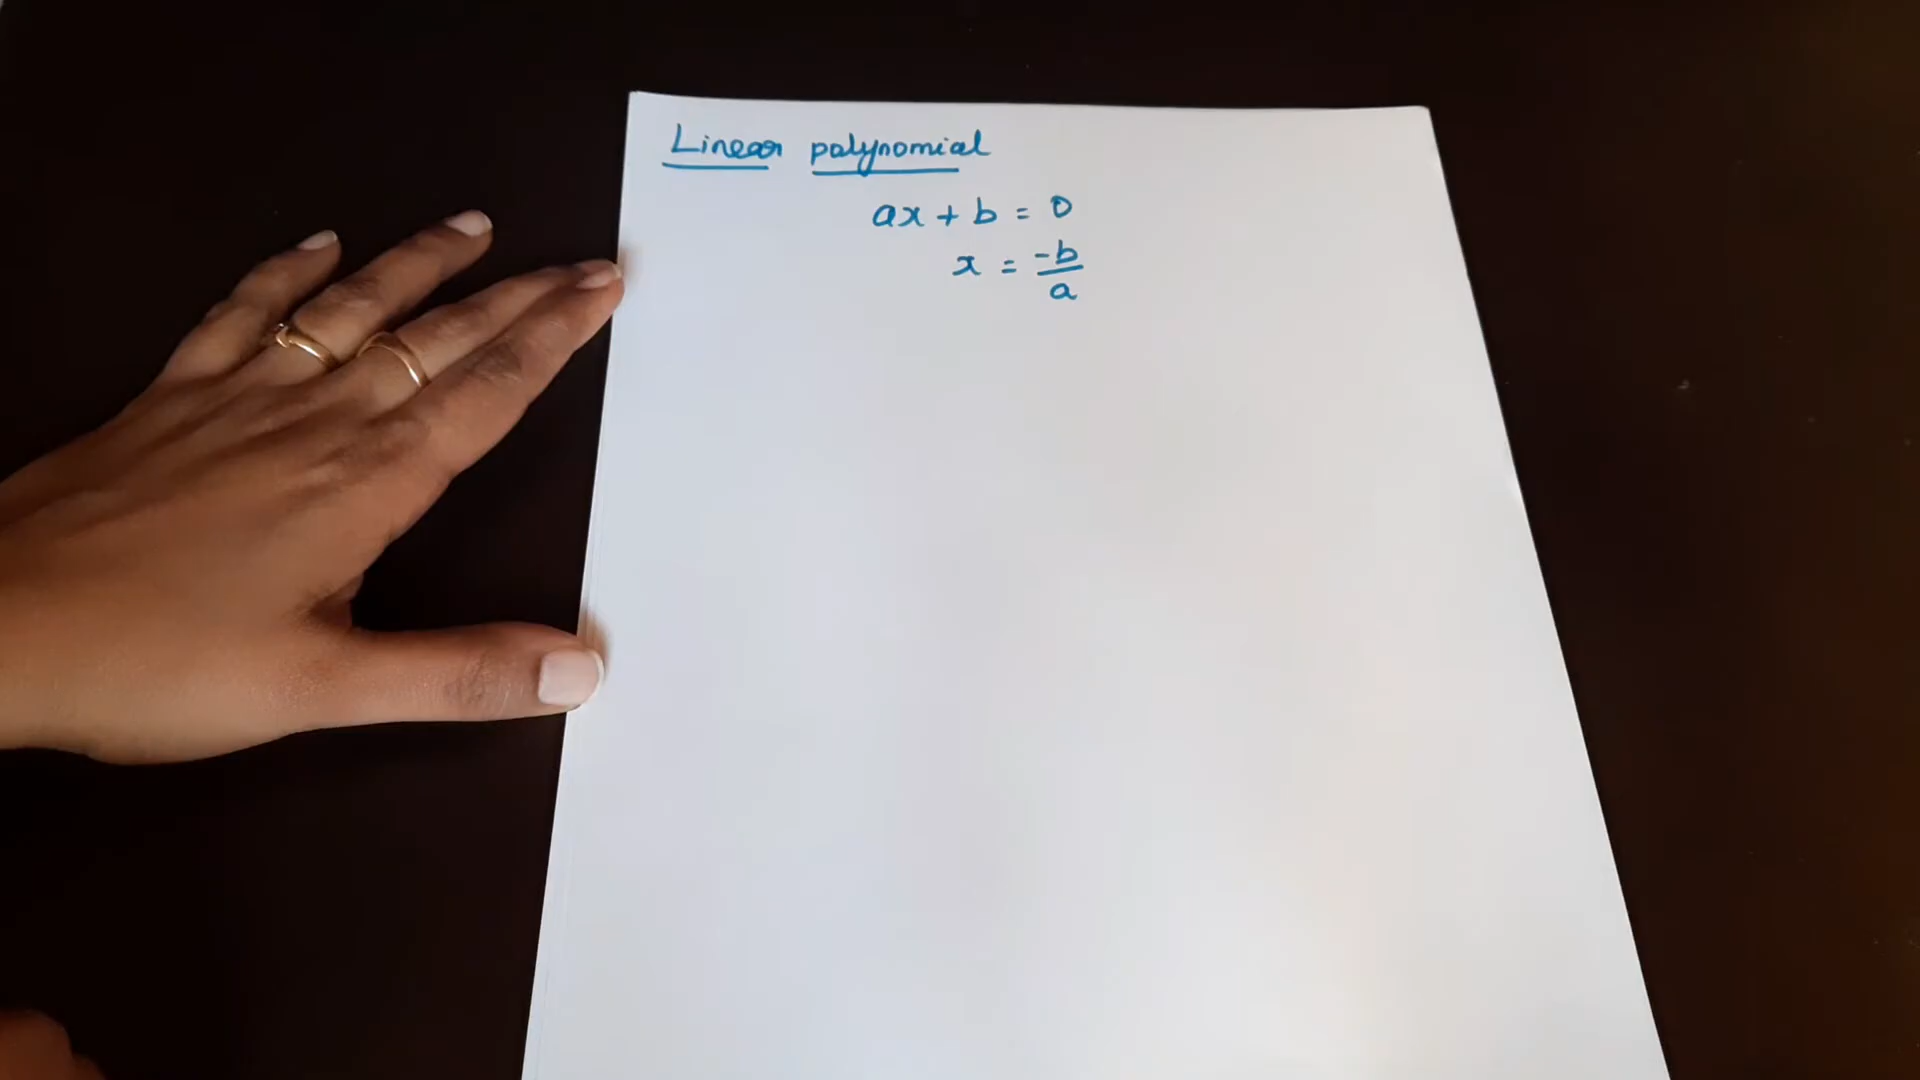 Linear polynomial
ax + b = 0
x = -b/a